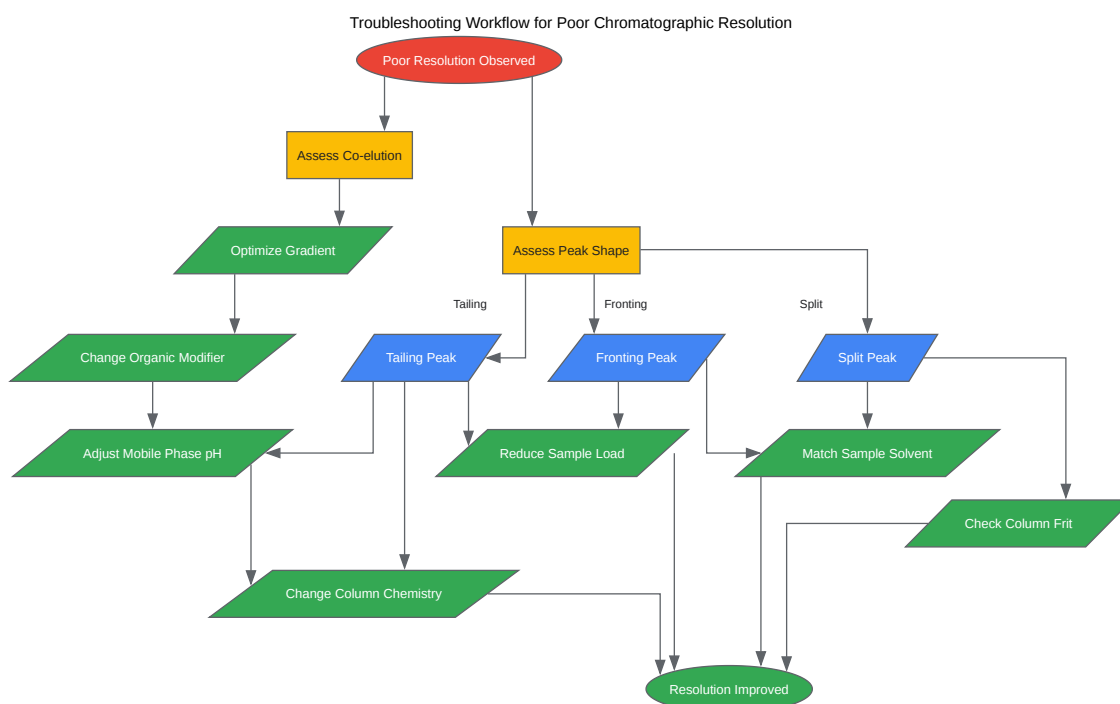 Troubleshooting Workflow for Poor Chromatographic Resolution
Poor Resolution Observed
Assess Co-elution
Optimize Gradient
Assess Peak Shape
Tailing
Fronting
Split
Change Organic Modifier
Tailing Peak
Fronting Peak
Split Peak
Adjust Mobile Phase pH
Reduce Sample Load
Match Sample Solvent
Check Column Frit
Change Column Chemistry
Resolution Improved